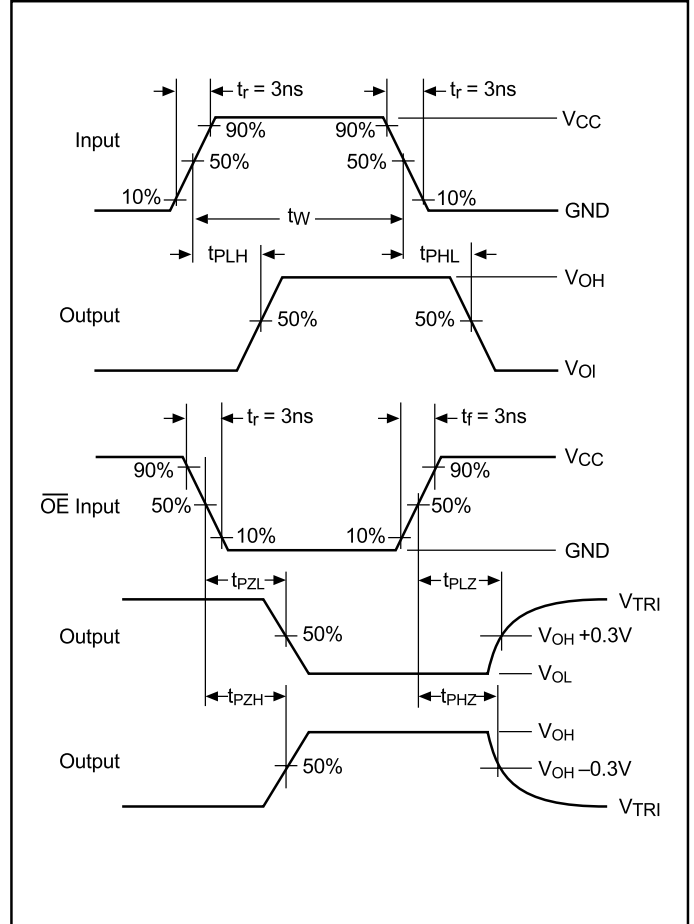 tr = 3ns tr = 3ns
VCC
90% 90%
Input
50% 50%
10% 10%
GND
tW
tPLH tPHL
VOH
Output 50% 50%
VOl
tr = 3ns tf = 3ns
VCC
90% 90%
OE Input 50% 50%
10% 10%
GND
tPZL tPLZ
VTRI
Output 50% VOH +0.3V
VOL
tPZH tPHZ
VOH
Output 50% VOH –0.3V
VTRI